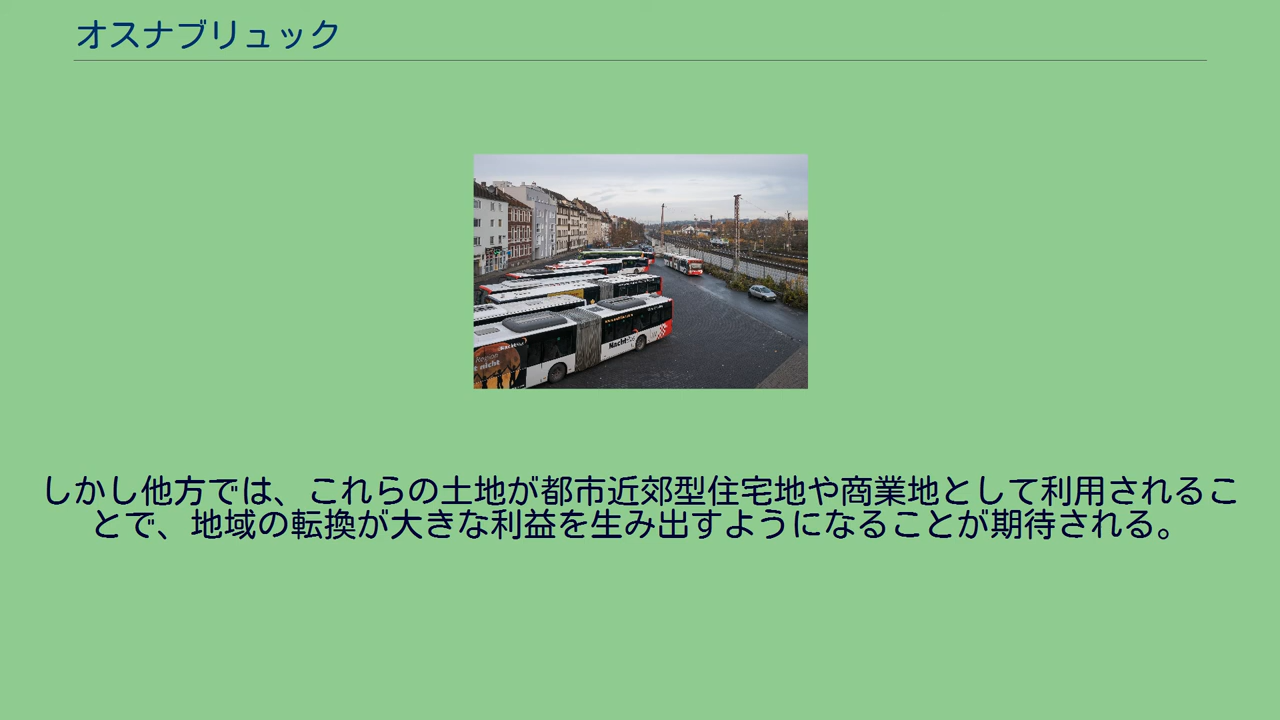 オスナブリュック
NachtBus
しかし他方では、これらの土地が都市近郊型住宅地や商業地として利用されるこ
とで、地域の転換が大きな利益を生み出すようになることが期待される。